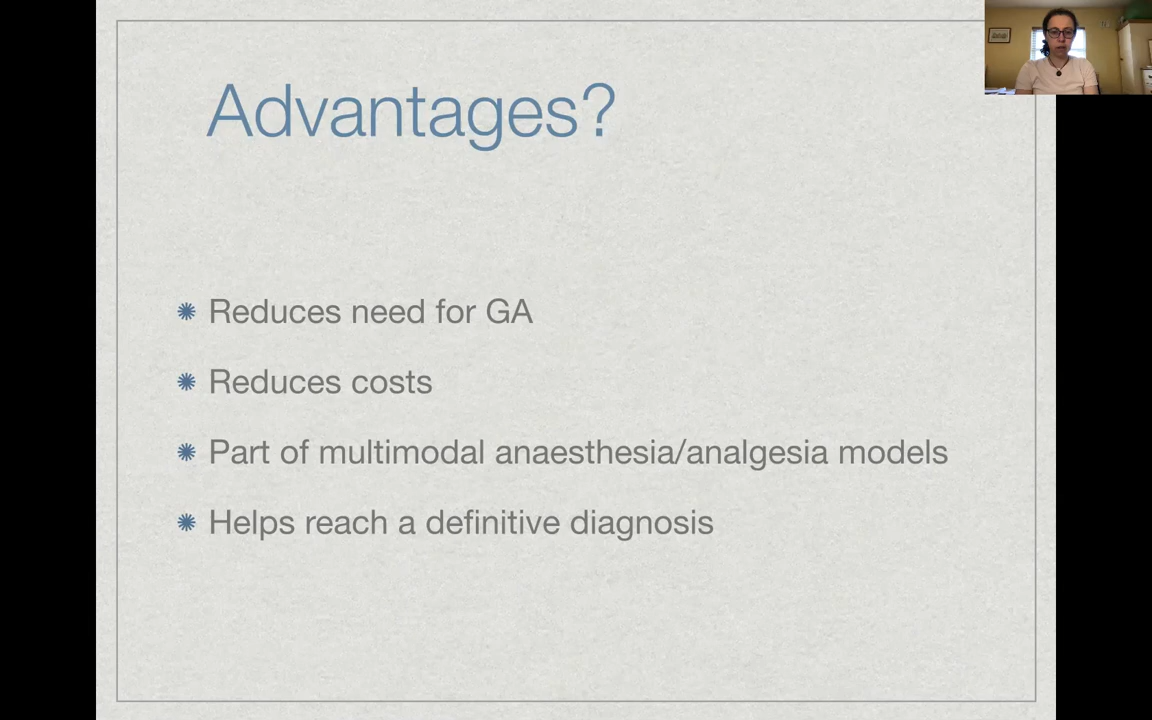 Advantages?
Reduces need for GA
Reduces costs
Part of multimodal anaesthesia/analgesia models
Helps reach a definitive diagnosis